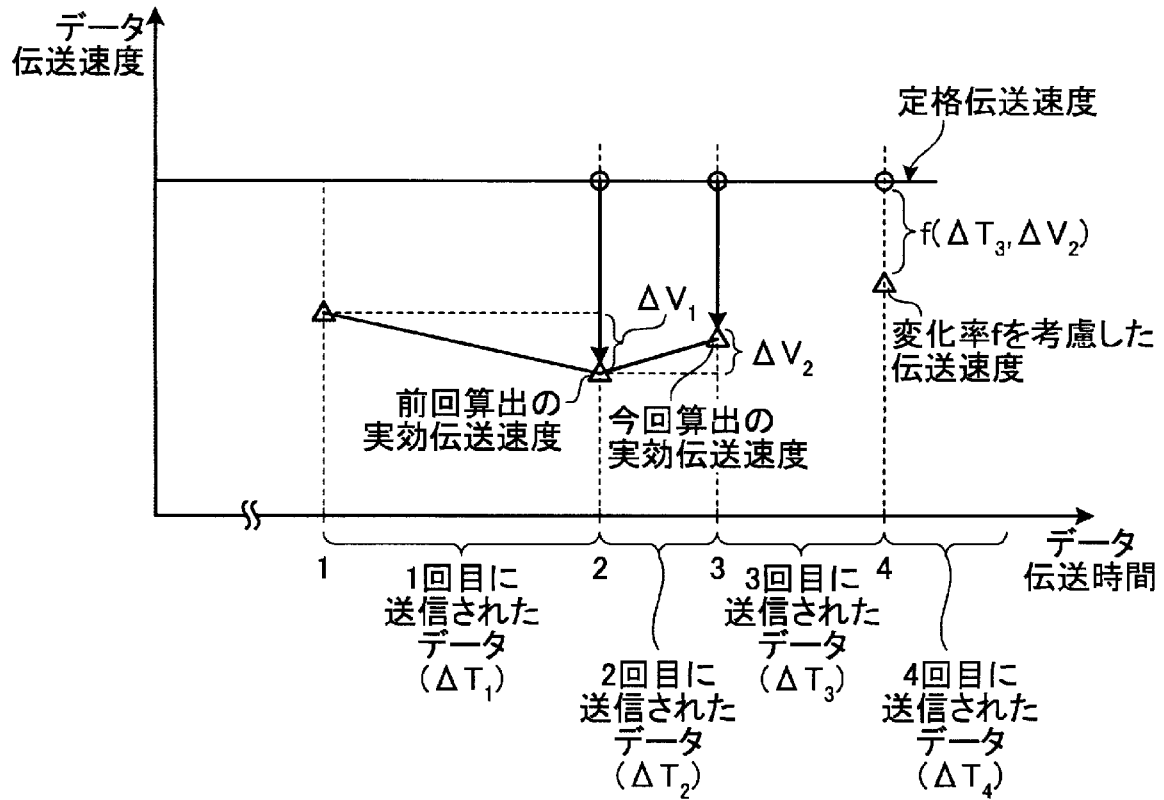 データ
伝送速度
定格伝送速度
f(ΔT₃,ΔV₂)
ΔV₁
変化率fを考慮した
伝送速度
ΔV₂
前回算出の
実効伝送速度
今回算出の
実効伝送速度
データ
伝送時間
1
2
3
4
1回目に
送信された
データ
(ΔT₁)
2回目に
送信された
データ
(ΔT₂)
3回目に
送信された
データ
(ΔT₃)
4回目に
送信された
データ
(ΔT₄)